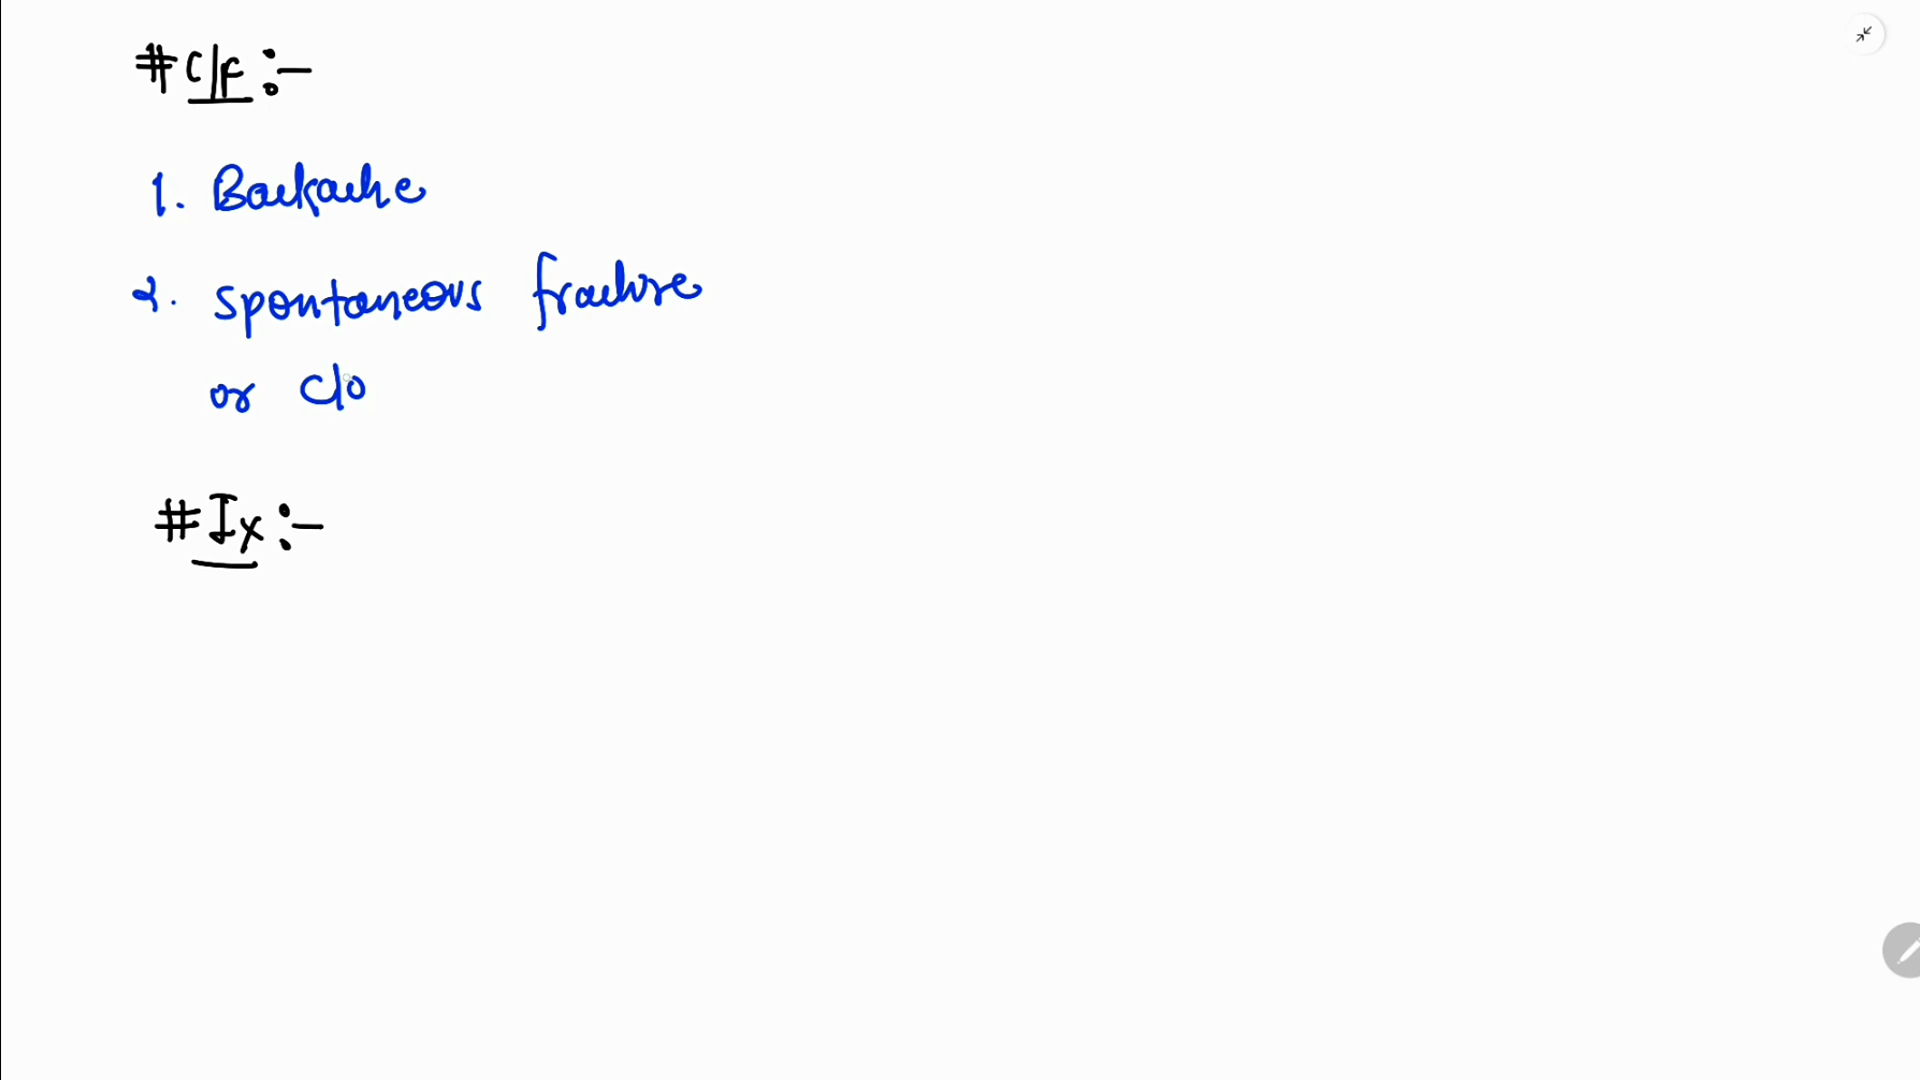 # C/F :-
1. Backache
2. spontaneous fracture
or C/o
# Ix :-